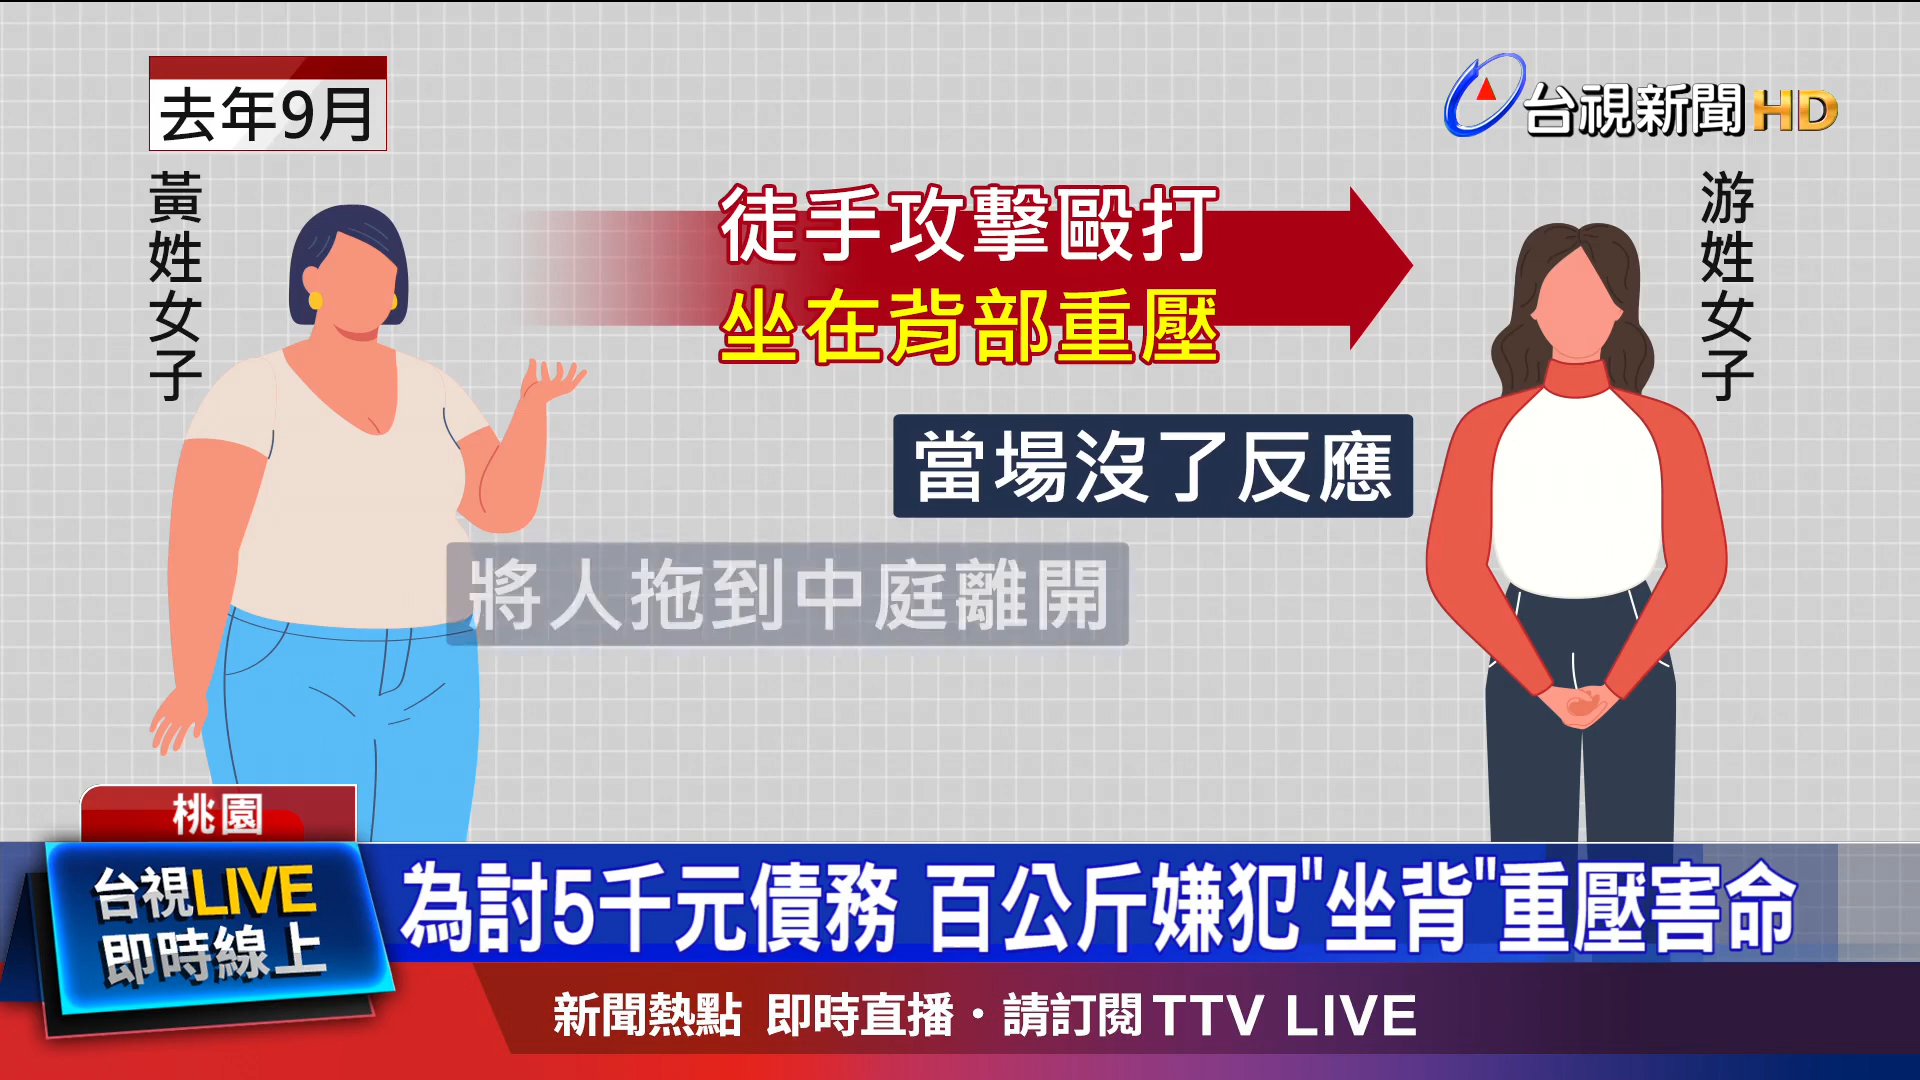 去年9月
台視新聞HD
黃姓女子
游姓女子
徒手攻擊毆打
坐在背部重壓
當場沒了反應
將人拖到中庭離開
桃園
台視LIVE
即時線上
為討5千元債務 百公斤嫌犯"坐背"重壓害命
新聞熱點 即時直播·請訂閱TTV LIVE